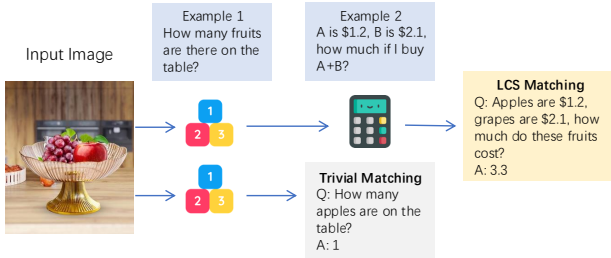 Input Image
Example 1
How many fruits
are there on the
table?
Example 2
A is $1.2, B is $2.1,
how much if I buy
A+B?
1
2 3
LCS Matching
Q: Apples are $1.2,
grapes are $2.1, how
much do these fruits
cost?
A: 3.3
1
2 3
Trivial Matching
Q: How many
apples are on the
table?
A: 1